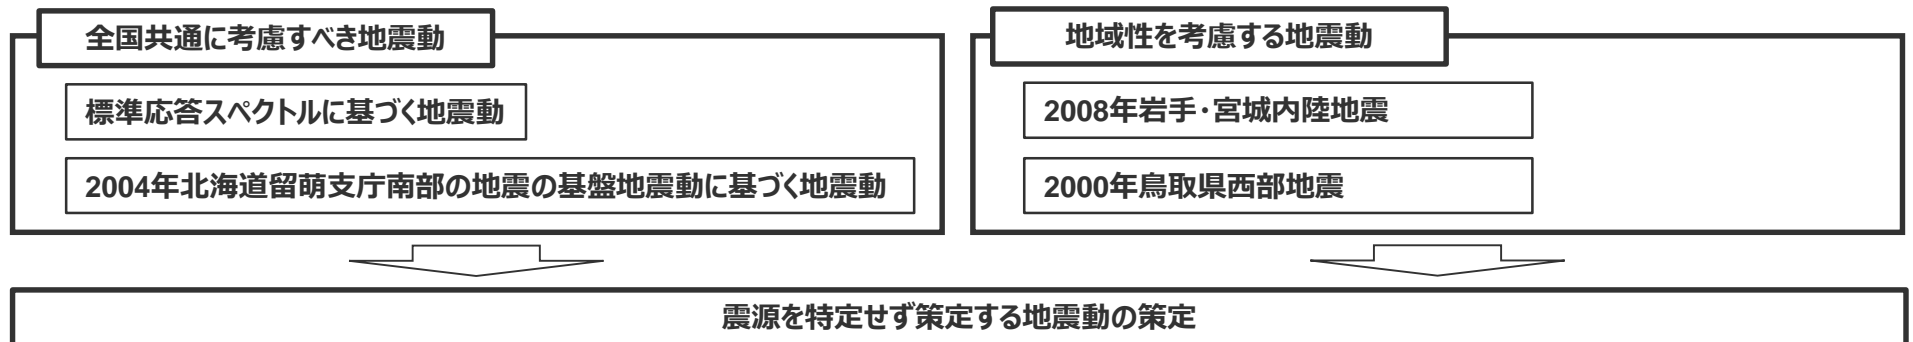 全国共通に考慮すべき地震動
標準応答スペクトルに基づく地震動
2004年北海道留萌支庁南部の地震の基盤地震動に基づく地震動
地域性を考慮する地震動
2008年岩手・宮城内陸地震
2000年鳥取県西部地震
震源を特定せず策定する地震動の策定